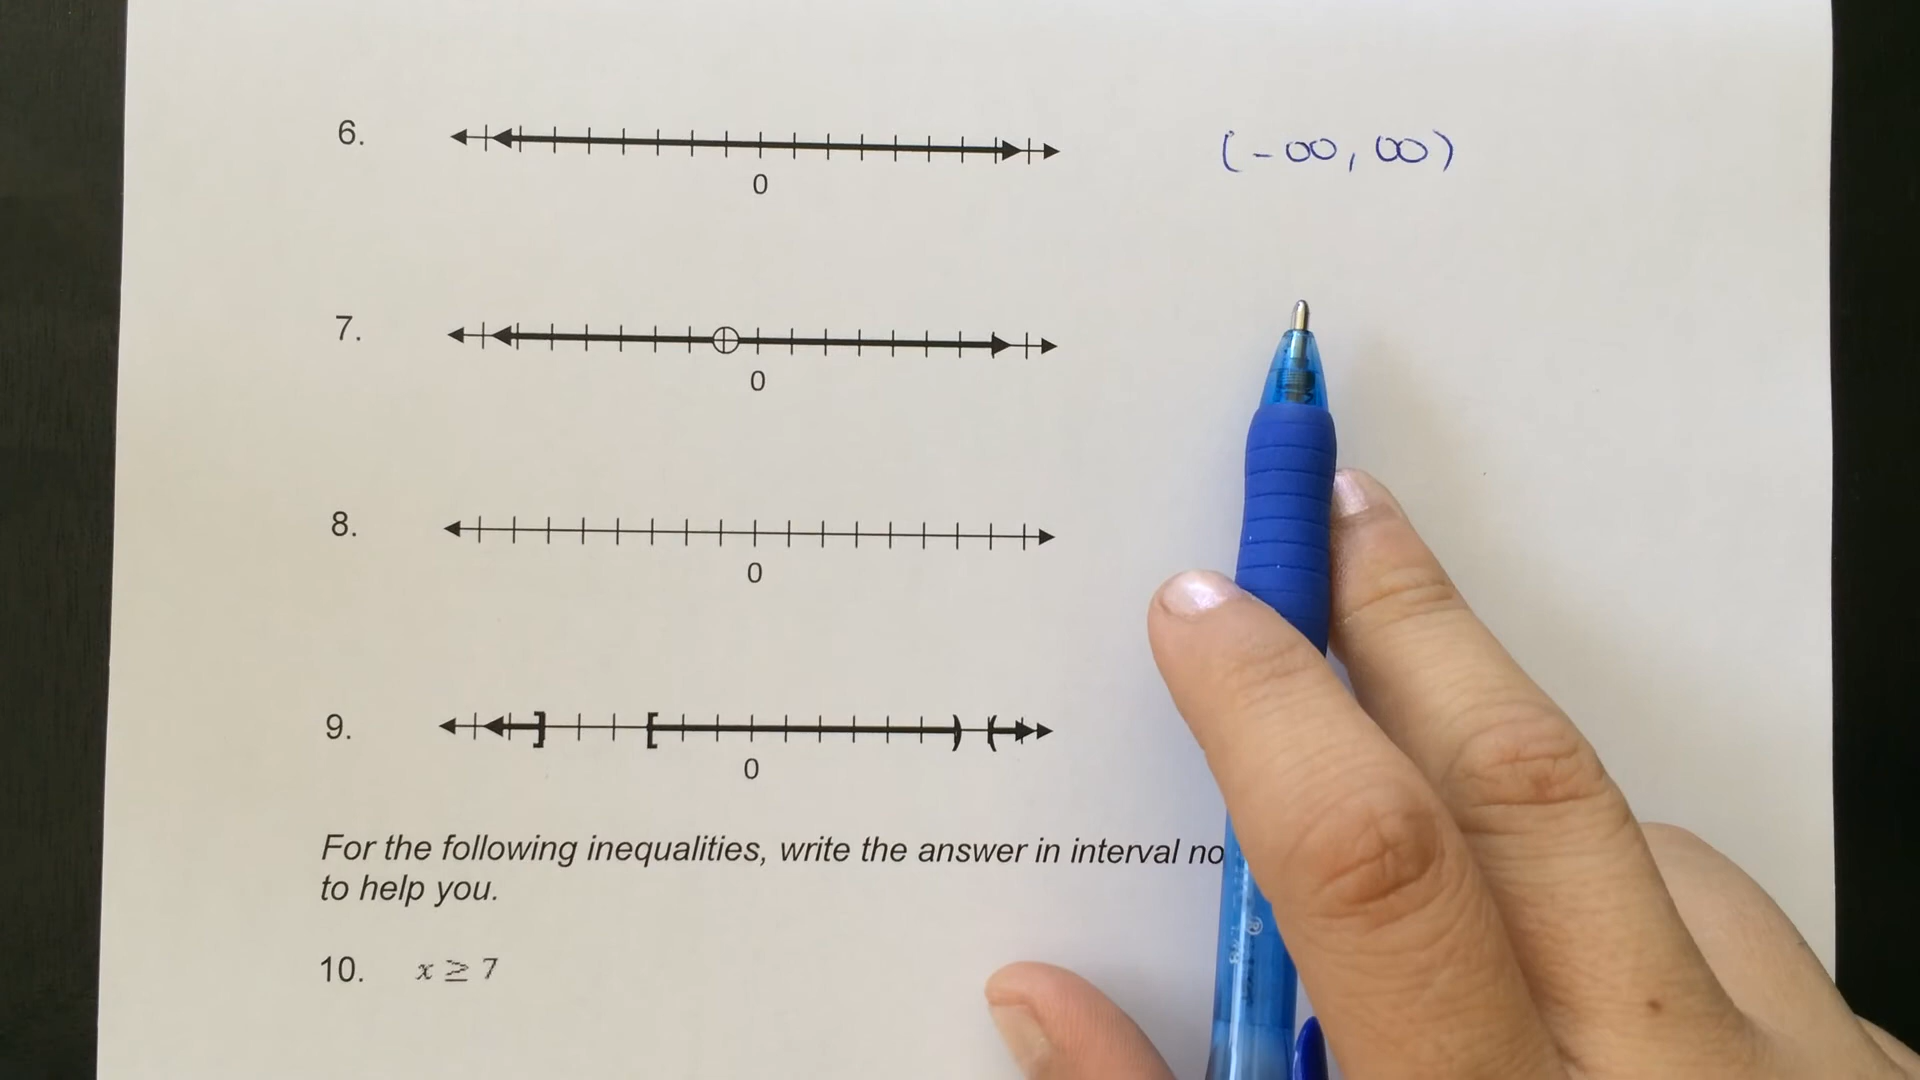 6.
0
(-∞, ∞)
7.
0
8.
0
9.
] [ ) (
0
For the following inequalities, write the answer in interval no
to help you.
10. x ≥ 7